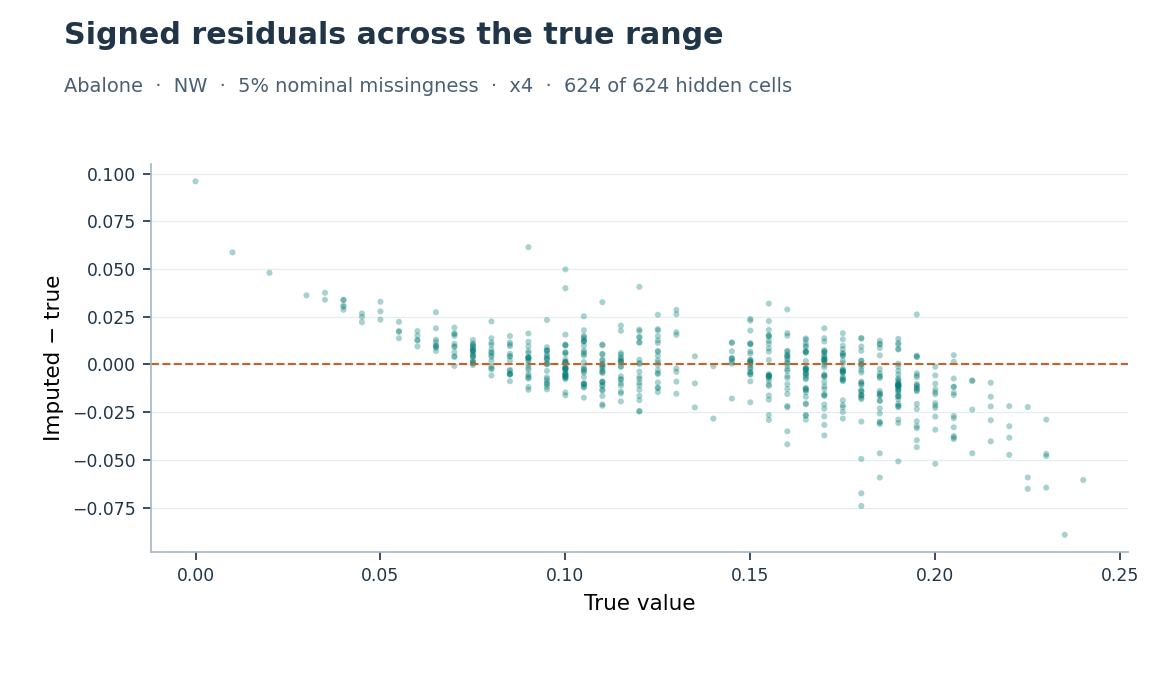 Signed residuals across the true range
Abalone · NW · 5% nominal missingness · x4 · 624 of 624 hidden cells
0.100
0.075
0.050
0.025
0.000
−0.025
−0.050
−0.075
Imputed − true
0.00 0.05 0.10 0.15 0.20 0.25
True value